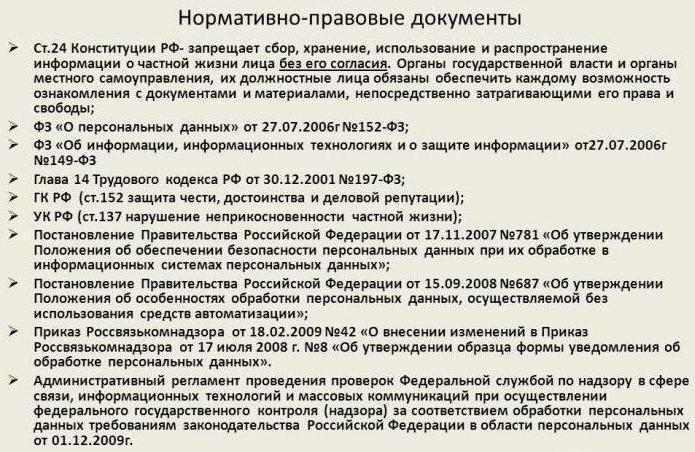 Нормативно-правовые документы
➢ Ст.24 Конституции РФ- запрещает сбор, хранение, использование и распространение
информации о частной жизни лица без его согласия. Органы государственной власти и органы
местного самоуправления, их должностные лица обязаны обеспечить каждому возможность
ознакомления с документами и материалами, непосредственно затрагивающими его права и
свободы;
➢ ФЗ «О персональных данных» от 27.07.2006г №152-ФЗ;
➢ ФЗ «Об информации, информационных технологиях и о защите информации» от27.07.2006г
№149-ФЗ
➢ Глава 14 Трудового кодекса РФ от 30.12.2001 №197-ФЗ;
➢ ГК РФ (ст.152 защита чести, достоинства и деловой репутации);
➢ УК РФ (ст.137 нарушение неприкосновенности частной жизни);
➢ Постановление Правительства Российской Федерации от 17.11.2007 №781 «Об утверждении
Положения об обеспечении безопасности персональных данных при их обработке в
информационных системах персональных данных»;
➢ Постановление Правительства Российской Федерации от 15.09.2008 №687 «Об утверждении
Положения об особенностях обработки персональных данных, осуществляемой без
использования средств автоматизации»;
➢ Приказ Россвязькомнадзора от 18.02.2009 №42 «О внесении изменений в Приказ
Россвязькомнадзора от 17 июля 2008 г. №8 «Об утверждении образца формы уведомления об
обработке персональных данных».
➢ Административный регламент проведения проверок Федеральной службой по надзору в сфере
связи, информационных технологий и массовых коммуникаций при осуществлении
федерального государственного контроля (надзора) за соответствием обработки персональных
данных требованиям законодательства Российской Федерации в области персональных данных
от 01.12.2009г.